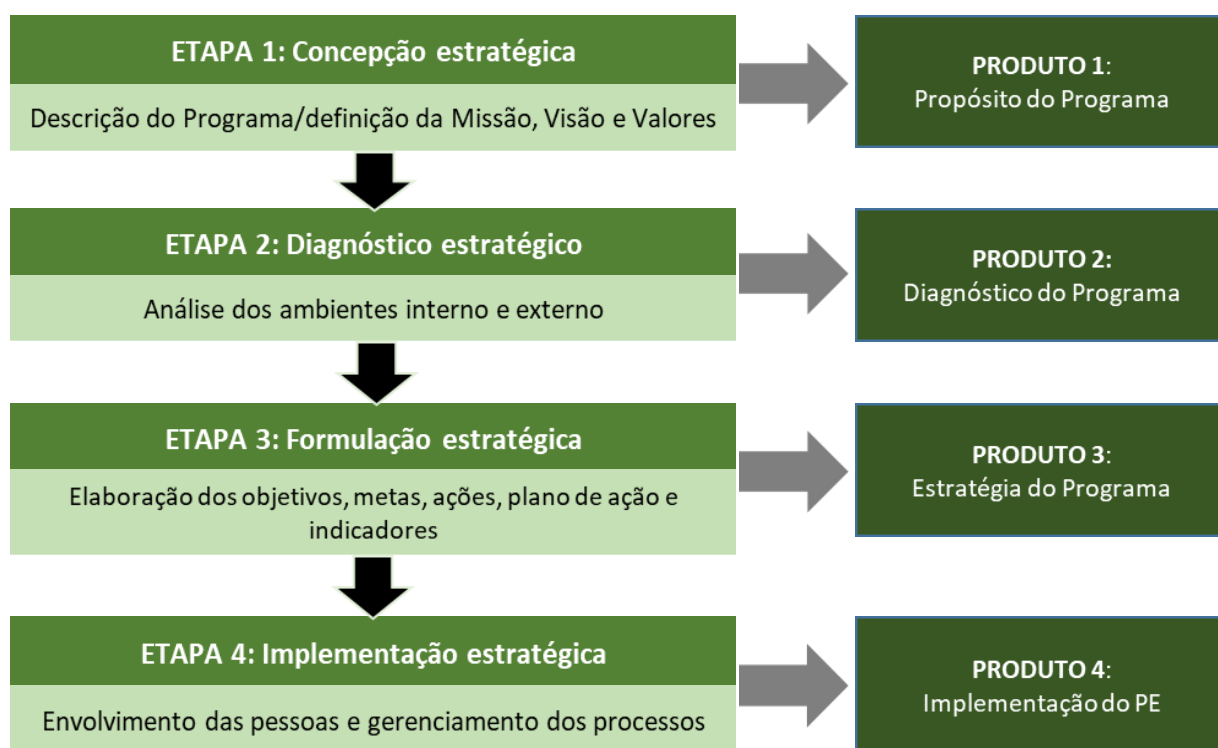 ETAPA 1: Concepção estratégica
Descrição do Programa/definição da Missão, Visão e Valores
PRODUTO 1:
Propósito do Programa
ETAPA 2: Diagnóstico estratégico
Análise dos ambientes interno e externo
PRODUTO 2:
Diagnóstico do Programa
ETAPA 3: Formulação estratégica
Elaboração dos objetivos, metas, ações, plano de ação e
indicadores
PRODUTO 3:
Estratégia do Programa
ETAPA 4: Implementação estratégica
Envolvimento das pessoas e gerenciamento dos processos
PRODUTO 4:
Implementação do PE